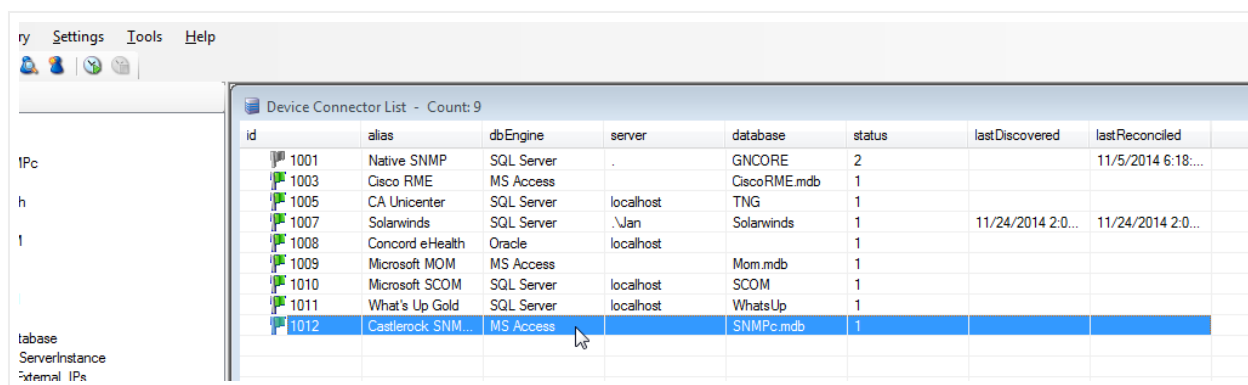 ry Settings Tools Help
Device Connector List - Count: 9
id alias dbEngine server database status lastDiscovered lastReconciled
1001 Native SNMP SQL Server . GNCORE 2 11/5/2014 6:18:...
1003 Cisco RME MS Access CiscoRME.mdb 1
1005 CA Unicenter SQL Server localhost TNG 1
1007 Solarwinds SQL Server .\Jan Solarwinds 1 11/24/2014 2:0... 11/24/2014 2:0...
1008 Concord eHealth Oracle localhost 1
1009 Microsoft MOM MS Access Mom.mdb 1
1010 Microsoft SCOM SQL Server localhost SCOM 1
1011 What's Up Gold SQL Server localhost WhatsUp 1
1012 Castlerock SNM... MS Access SNMPc.mdb 1
MPc
h
tabase
ServerInstance
External_IPs